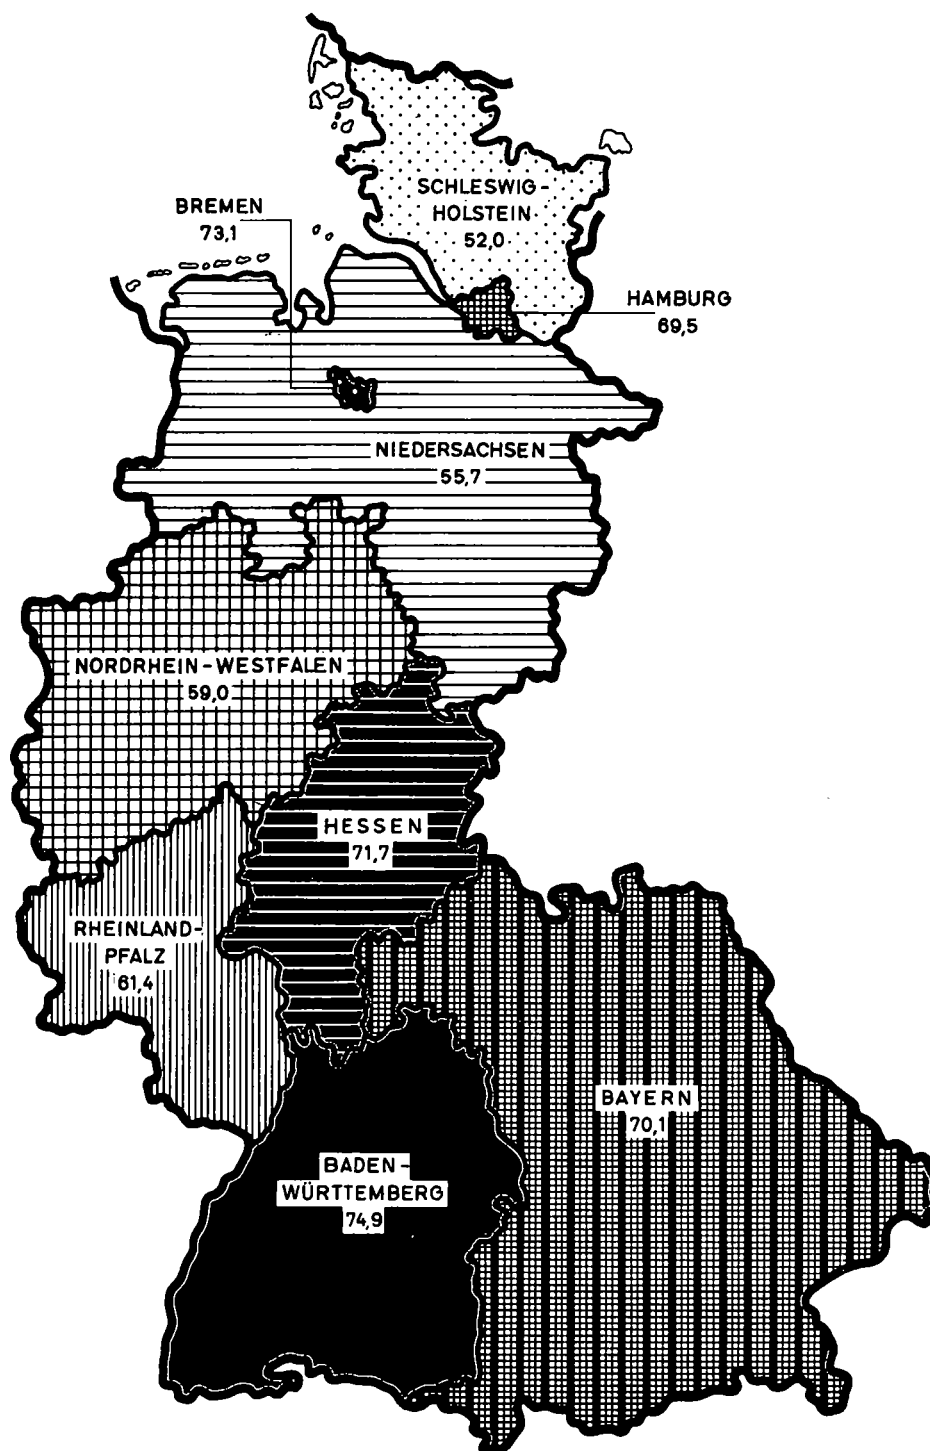 SCHLESWIG-
HOLSTEIN
52,0
BREMEN
73,1
HAMBURG
69,5
NIEDERSACHSEN
55,7
NORDRHEIN-WESTFALEN
59,0
HESSEN
71,7
RHEINLAND-
PFALZ
61,4
BAYERN
70,1
BADEN-
WÜRTTEMBERG
74,9